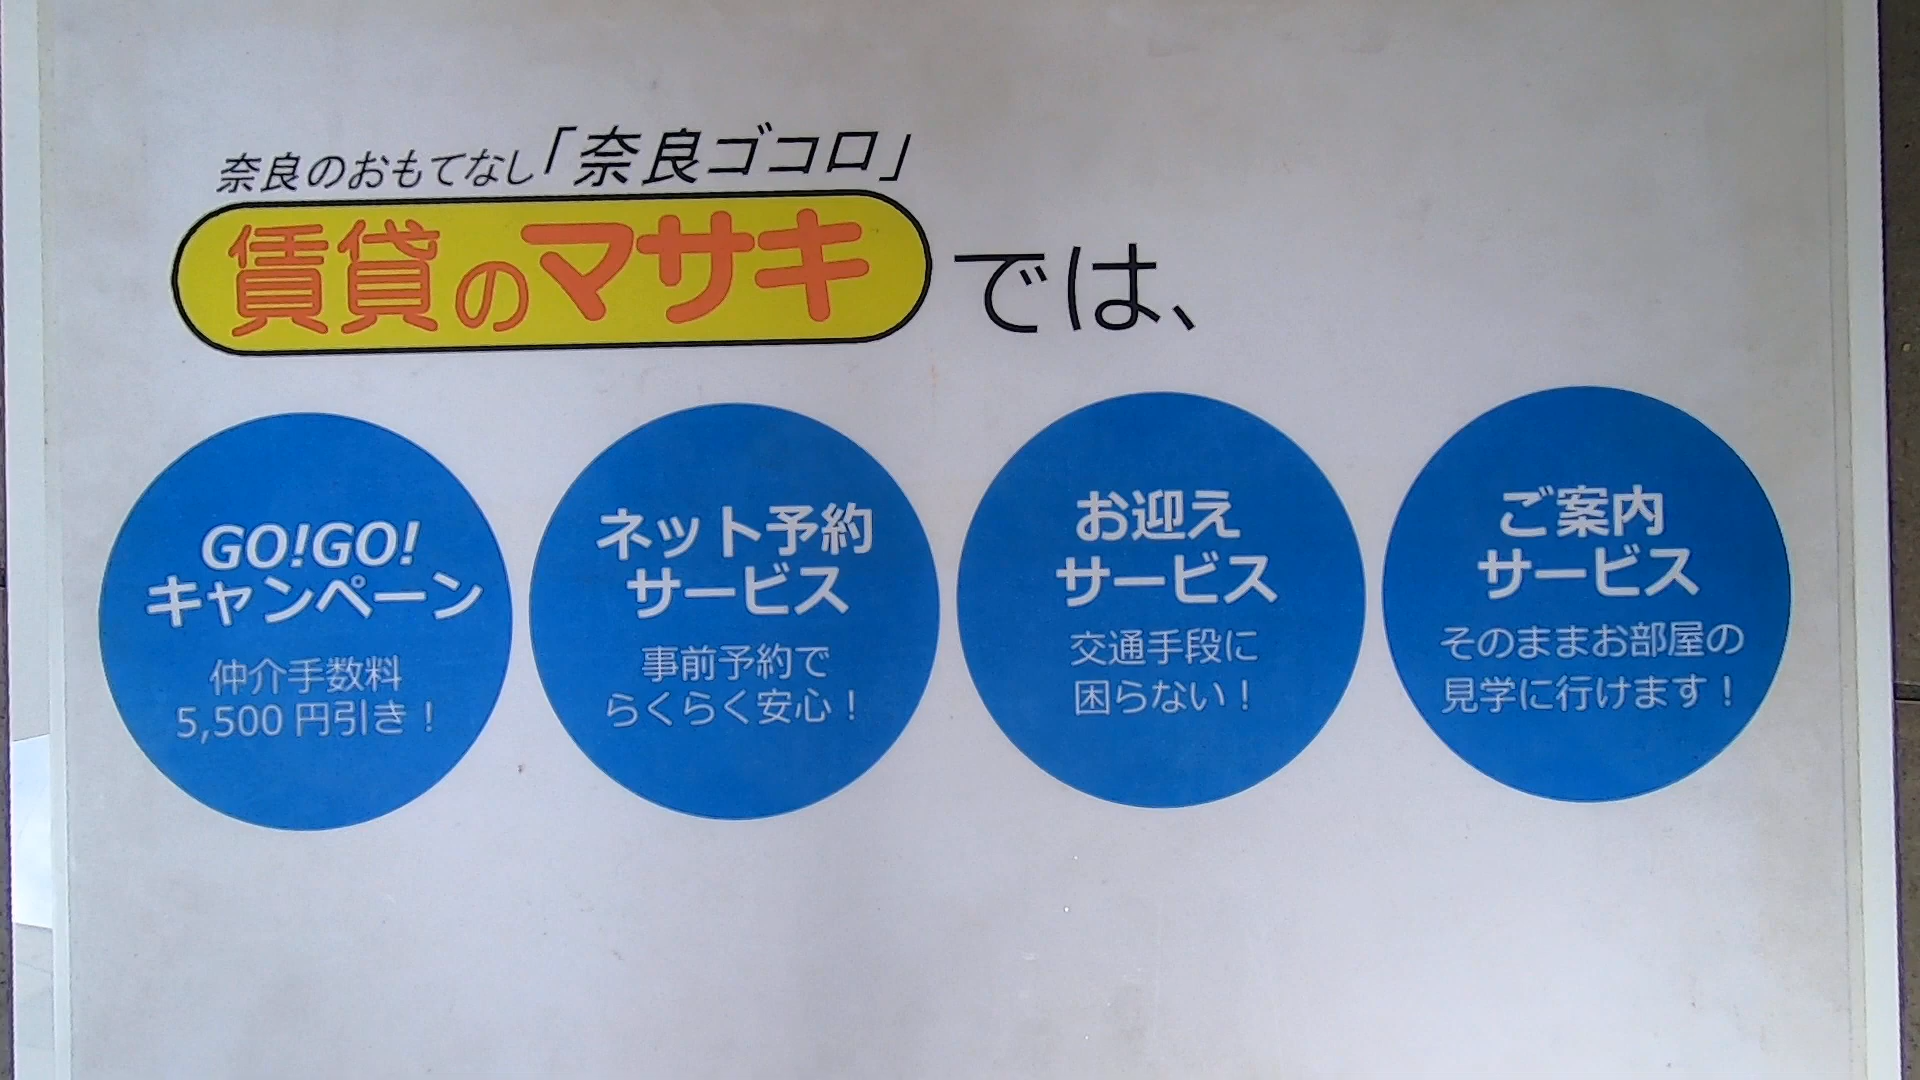 奈良のおもてなし「奈良ゴコロ」
賃貸のマサキでは、
GO!GO!
キャンペーン
仲介手数料
5,500円引き！
ネット予約
サービス
事前予約で
らくらく安心！
お迎え
サービス
交通手段に
困らない！
ご案内
サービス
そのままお部屋の
見学に行けます！